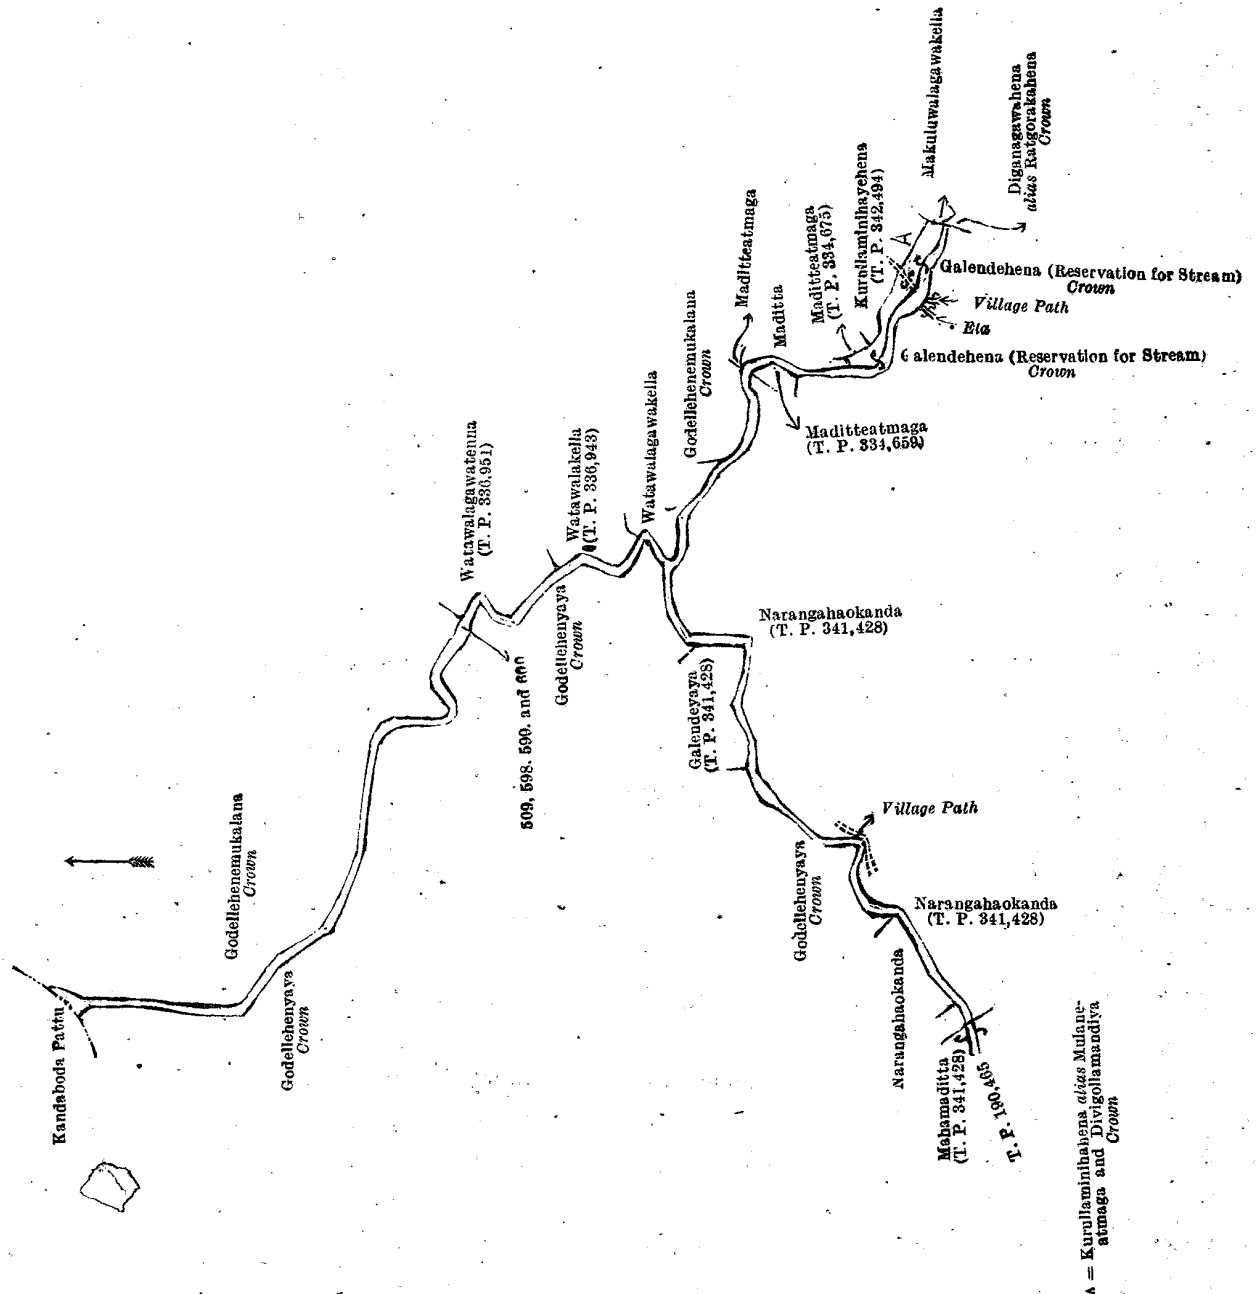 Makuluwalagawakella
Diganagawahena
alias Ratgorakahena
Crown
Kurullaminihayehena
(T. P. 342,494)
A
Maditteatmaga
(T. P. 334,675)
Maditteatmaga
Maditta
Galendehena (Reservation for Stream)
Crown
Village Path
Ela
Galendehena (Reservation for Stream)
Crown
Godellehenemukalana
Crown
Maditteatmaga
(T. P. 334,659)
Watawalagawakella
Watawalakella
(T. P. 336,943)
Watawalagawatenna
(T. P. 336,951)
Godellehenyaya
Crown
509, 598, 599, and 600
Narangahaokanda
(T. P. 341,428)
Galendeyaya
(T. P. 341,428)
Godellehenemukalana
Crown
Village Path
Godellehenyaya
Crown
Narangahaokanda
(T. P. 341,428)
Narangahaokanda
Godellehenyaya
Crown
Kandaboda Pattu
Mahamaditta
(T. P. 341,428)
T. P. 190,465
A = Kurullaminihahena alias Mulane-
atmaga and Divigollamandiya
Crown